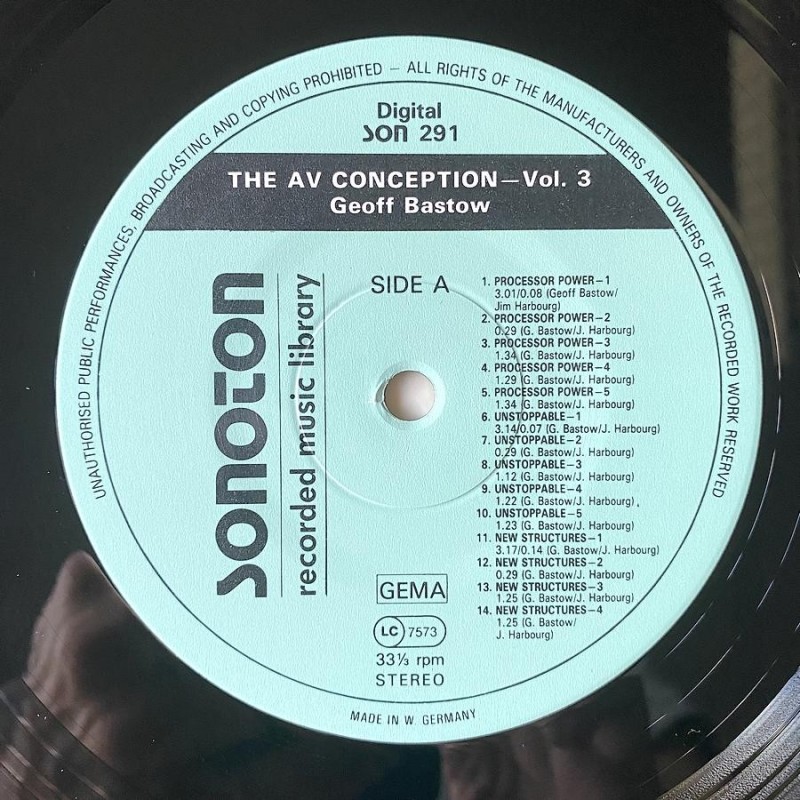 UNAUTHORISED PUBLIC PERFORMANCES, BROADCASTING AND COPYING PROHIBITED – ALL RIGHTS OF THE MANUFACTURERS AND OWNERS OF THE RECORDED WORK RESERVED
Digital
SON 291
THE AV CONCEPTION—Vol. 3
Geoff Bastow
sonoton
recorded music library
SIDE A
1. PROCESSOR POWER–1
3.01/0.08 (Geoff Bastow/
Jim Harbourg)
2. PROCESSOR POWER–2
0.29 (G. Bastow/J. Harbourg)
3. PROCESSOR POWER–3
1.34 (G. Bastow/J. Harbourg)
4. PROCESSOR POWER–4
1.29 (G. Bastow/J. Harbourg)
5. PROCESSOR POWER–5
1.34 (G. Bastow/J. Harbourg)
6. UNSTOPPABLE–1
3.14/0.07 (G. Bastow/J. Harbourg)
7. UNSTOPPABLE–2
0.29 (G. Bastow/J. Harbourg)
8. UNSTOPPABLE–3
1.12 (G. Bastow/J. Harbourg)
9. UNSTOPPABLE–4
1.22 (G. Bastow/J. Harbourg)
10. UNSTOPPABLE–5
1.23 (G. Bastow/J. Harbourg)
11. NEW STRUCTURES–1
3.17/0.14 (G. Bastow/J. Harbourg)
12. NEW STRUCTURES–2
0.29 (G. Bastow/J. Harbourg)
13. NEW STRUCTURES–3
1.25 (G. Bastow/J. Harbourg)
14. NEW STRUCTURES–4
1.25 (G. Bastow/
J. Harbourg)
GEMA
LC 7573
33⅓ rpm
STEREO
MADE IN W. GERMANY